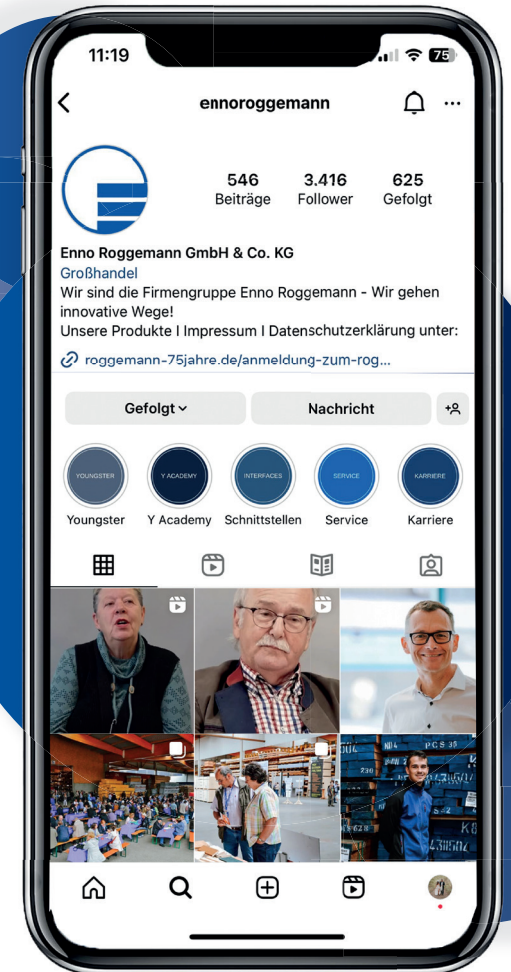 11:19
75
ennoroggemann
546 3.416 625
Beiträge Follower Gefolgt
Enno Roggemann GmbH & Co. KG
Großhandel
Wir sind die Firmengruppe Enno Roggemann - Wir gehen
innovative Wege!
Unsere Produkte I Impressum I Datenschutzerklärung unter:
roggemann-75jahre.de/anmeldung-zum-rog...
Gefolgt Nachricht
YOUNGSTER Y ACADEMY INTERFACES SERVICE KARRIERE
Youngster Y Academy Schnittstellen Service Karriere
PCS 35
230
628